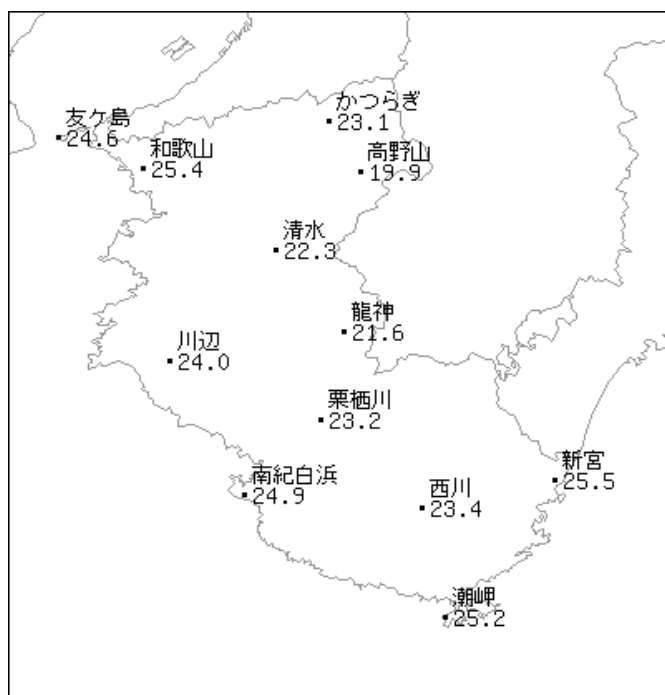 かつらぎ
23.1
友ケ島
24.6
和歌山
25.4
高野山
19.9
清水
22.3
龍神
21.6
川辺
24.0
栗栖川
23.2
新宮
25.5
南紀白浜
24.9
西川
23.4
潮岬
25.2